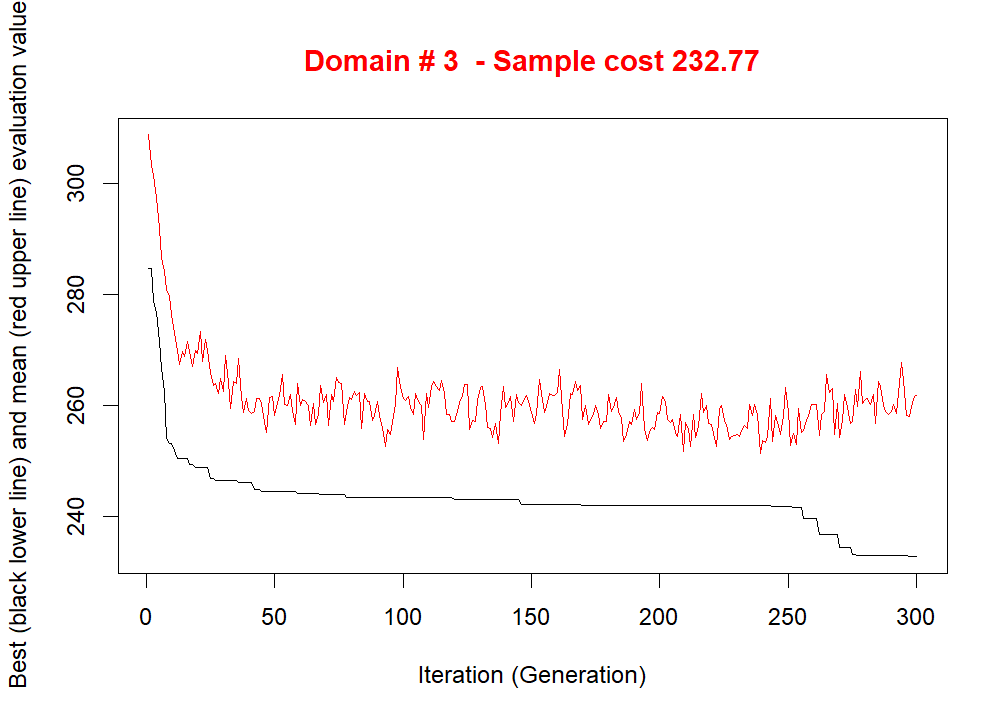 Domain # 3  - Sample cost 232.77
Best (black lower line) and mean (red upper line) evaluation value
300
280
260
240
0 50 100 150 200 250 300
Iteration (Generation)